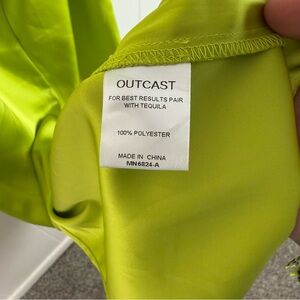 OUTCAST
FOR BEST RESULTS PAIR
WITH TEQUILA
100% POLYESTER
MADE IN CHINA
MN6824-A